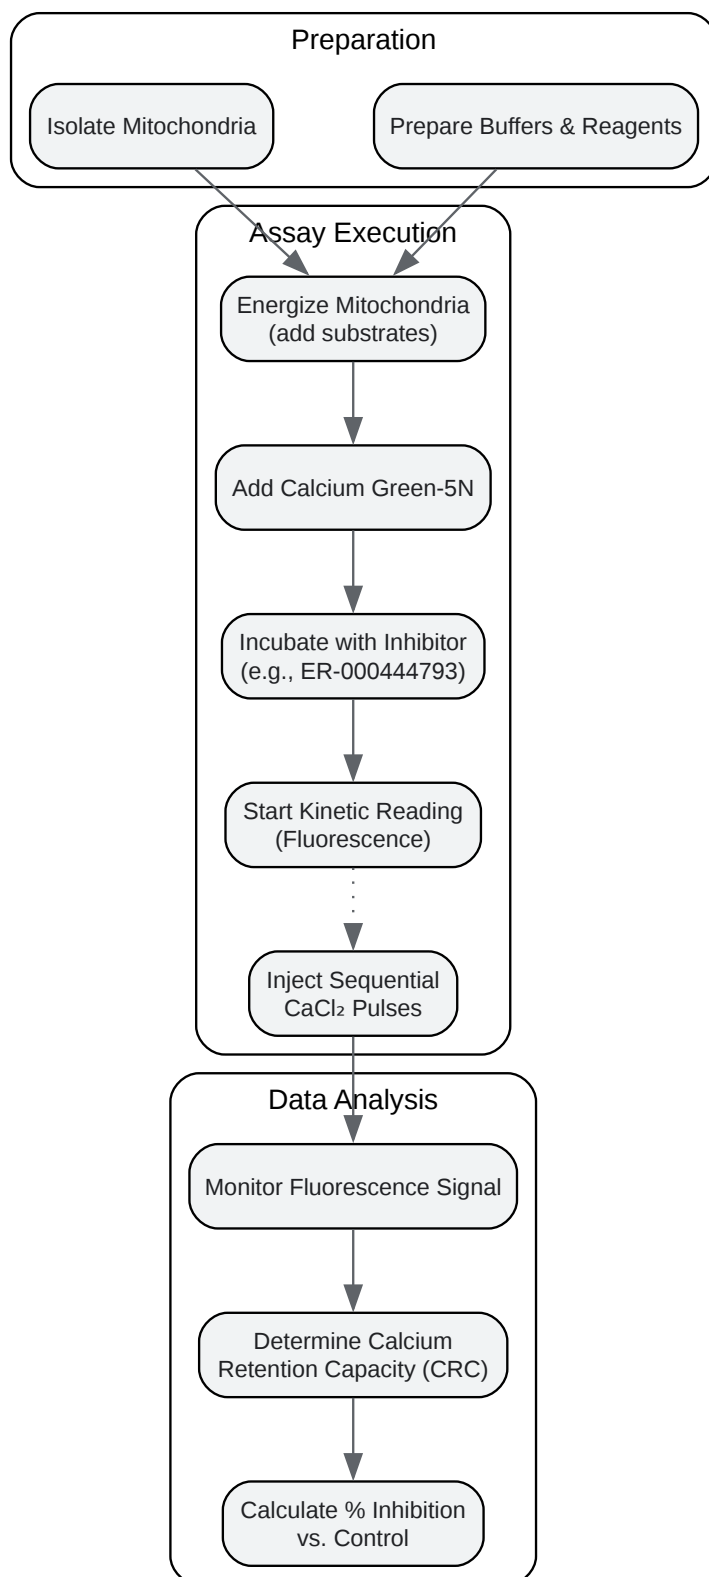 Preparation
Isolate Mitochondria
Prepare Buffers & Reagents
Assay Execution
Energize Mitochondria
(add substrates)
Add Calcium Green-5N
Incubate with Inhibitor
(e.g., ER-000444793)
Start Kinetic Reading
(Fluorescence)
Inject Sequential
CaCl₂ Pulses
Data Analysis
Monitor Fluorescence Signal
Determine Calcium
Retention Capacity (CRC)
Calculate % Inhibition
vs. Control